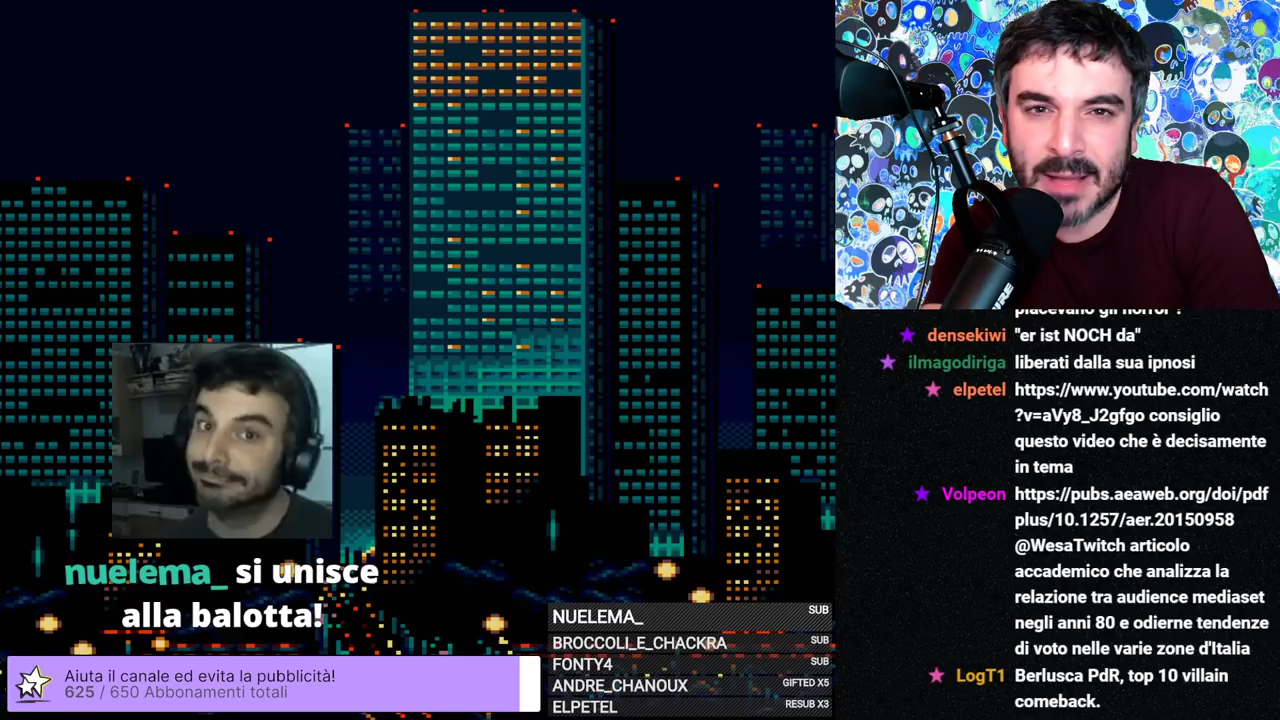 piacevano gli horror ?
densekiwi "er ist NOCH da"
ilmagodiriga liberati dalla sua ipnosi
elpetel https://www.youtube.com/watch
?v=aVy8_J2gfgo consiglio
questo video che è decisamente
in tema
Volpeon https://pubs.aeaweb.org/doi/pdf
plus/10.1257/aer.20150958
@WesaTwitch articolo
accademico che analizza la
relazione tra audience mediaset
negli anni 80 e odierne tendenze
di voto nelle varie zone d'Italia
LogT1 Berlusca PdR, top 10 villain
comeback.
nuelema_ si unisce
alla balotta!
NUELEMA_ SUB
BROCCOLI_E_CHACKRA SUB
FONTY4 SUB
ANDRE_CHANOUX GIFTED X5
ELPETEL RESUB X3
Aiuta il canale ed evita la pubblicità!
625 / 650 Abbonamenti totali